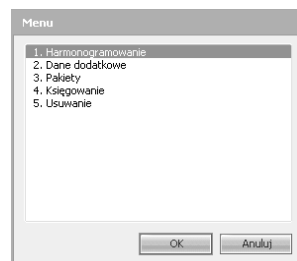 Menu
1. Harmonogramowanie
2. Dane dodatkowe
3. Pakiety
4. Księgowanie
5. Usuwanie
OK Anuluj